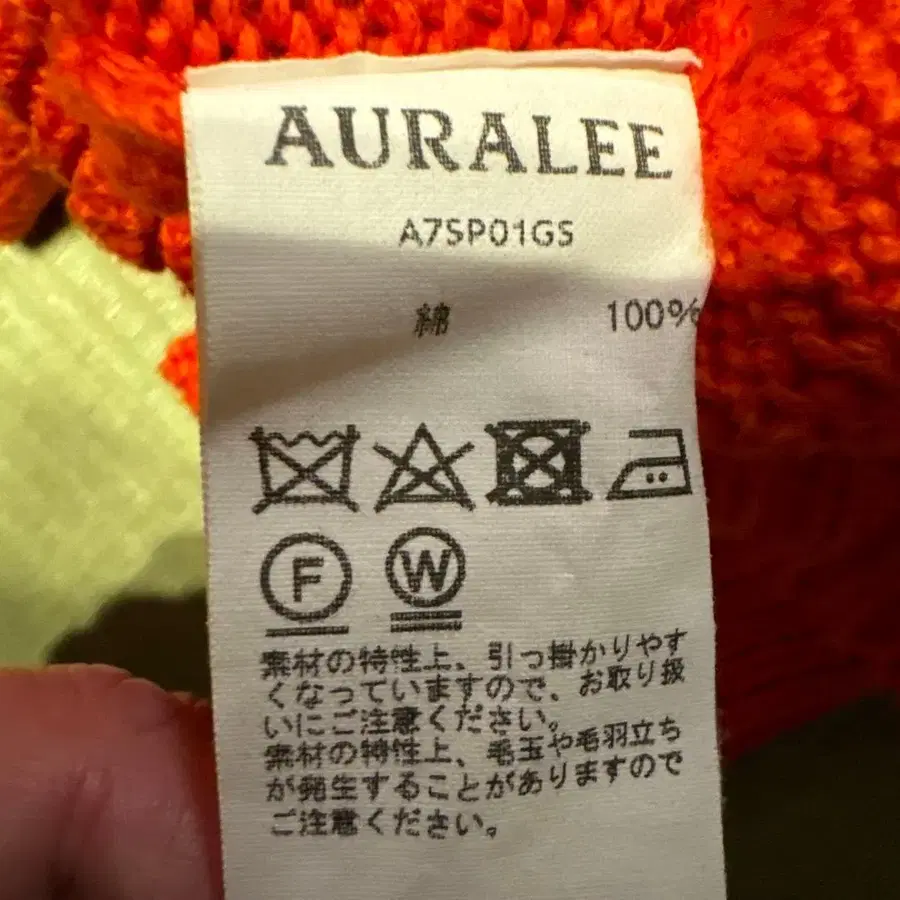 AURALEE
A7SP01GS
綿 100%
F W
素材の特性上、引っ掛かりやす
くなっていますので、お取り扱
いにご注意ください。
素材の特性上、毛玉や毛羽立ち
が発生することがありますので
ご注意ください。